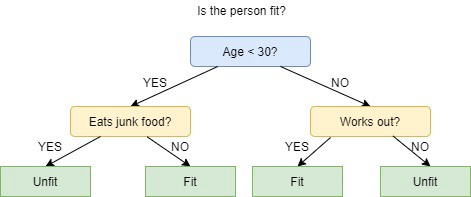 Is the person fit?
Age < 30?
YES
NO
Eats junk food?
Works out?
YES
NO
YES
NO
Unfit
Fit
Fit
Unfit